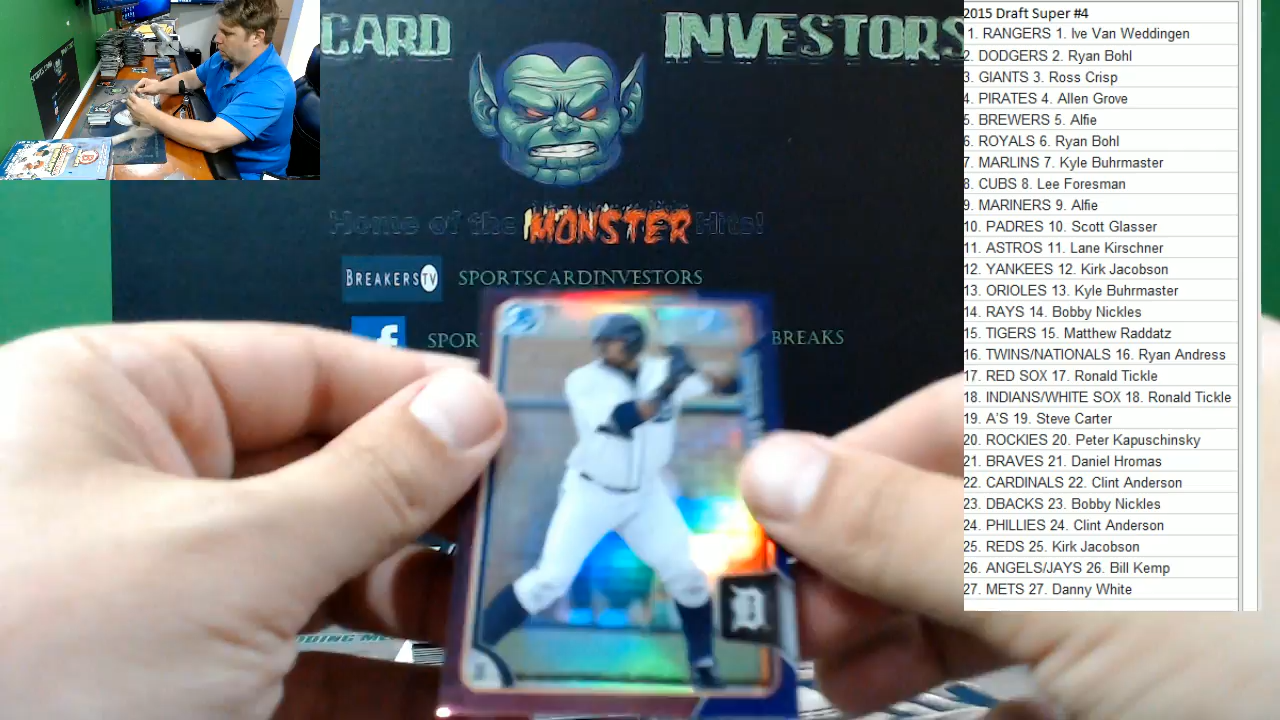 CARD INVESTORS
Home of the MONSTER Hits!
BREAKERSTV SPORTSCARDINVESTORS
f SPOR BREAKS
D
2015 Draft Super #4
1. RANGERS 1. Ive Van Weddingen
2. DODGERS 2. Ryan Bohl
3. GIANTS 3. Ross Crisp
4. PIRATES 4. Allen Grove
5. BREWERS 5. Alfie
6. ROYALS 6. Ryan Bohl
7. MARLINS 7. Kyle Buhrmaster
8. CUBS 8. Lee Foresman
9. MARINERS 9. Alfie
10. PADRES 10. Scott Glasser
11. ASTROS 11. Lane Kirschner
12. YANKEES 12. Kirk Jacobson
13. ORIOLES 13. Kyle Buhrmaster
14. RAYS 14. Bobby Nickles
15. TIGERS 15. Matthew Raddatz
16. TWINS/NATIONALS 16. Ryan Andress
17. RED SOX 17. Ronald Tickle
18. INDIANS/WHITE SOX 18. Ronald Tickle
19. A'S 19. Steve Carter
20. ROCKIES 20. Peter Kapuschinsky
21. BRAVES 21. Daniel Hromas
22. CARDINALS 22. Clint Anderson
23. DBACKS 23. Bobby Nickles
24. PHILLIES 24. Clint Anderson
25. REDS 25. Kirk Jacobson
26. ANGELS/JAYS 26. Bill Kemp
27. METS 27. Danny White